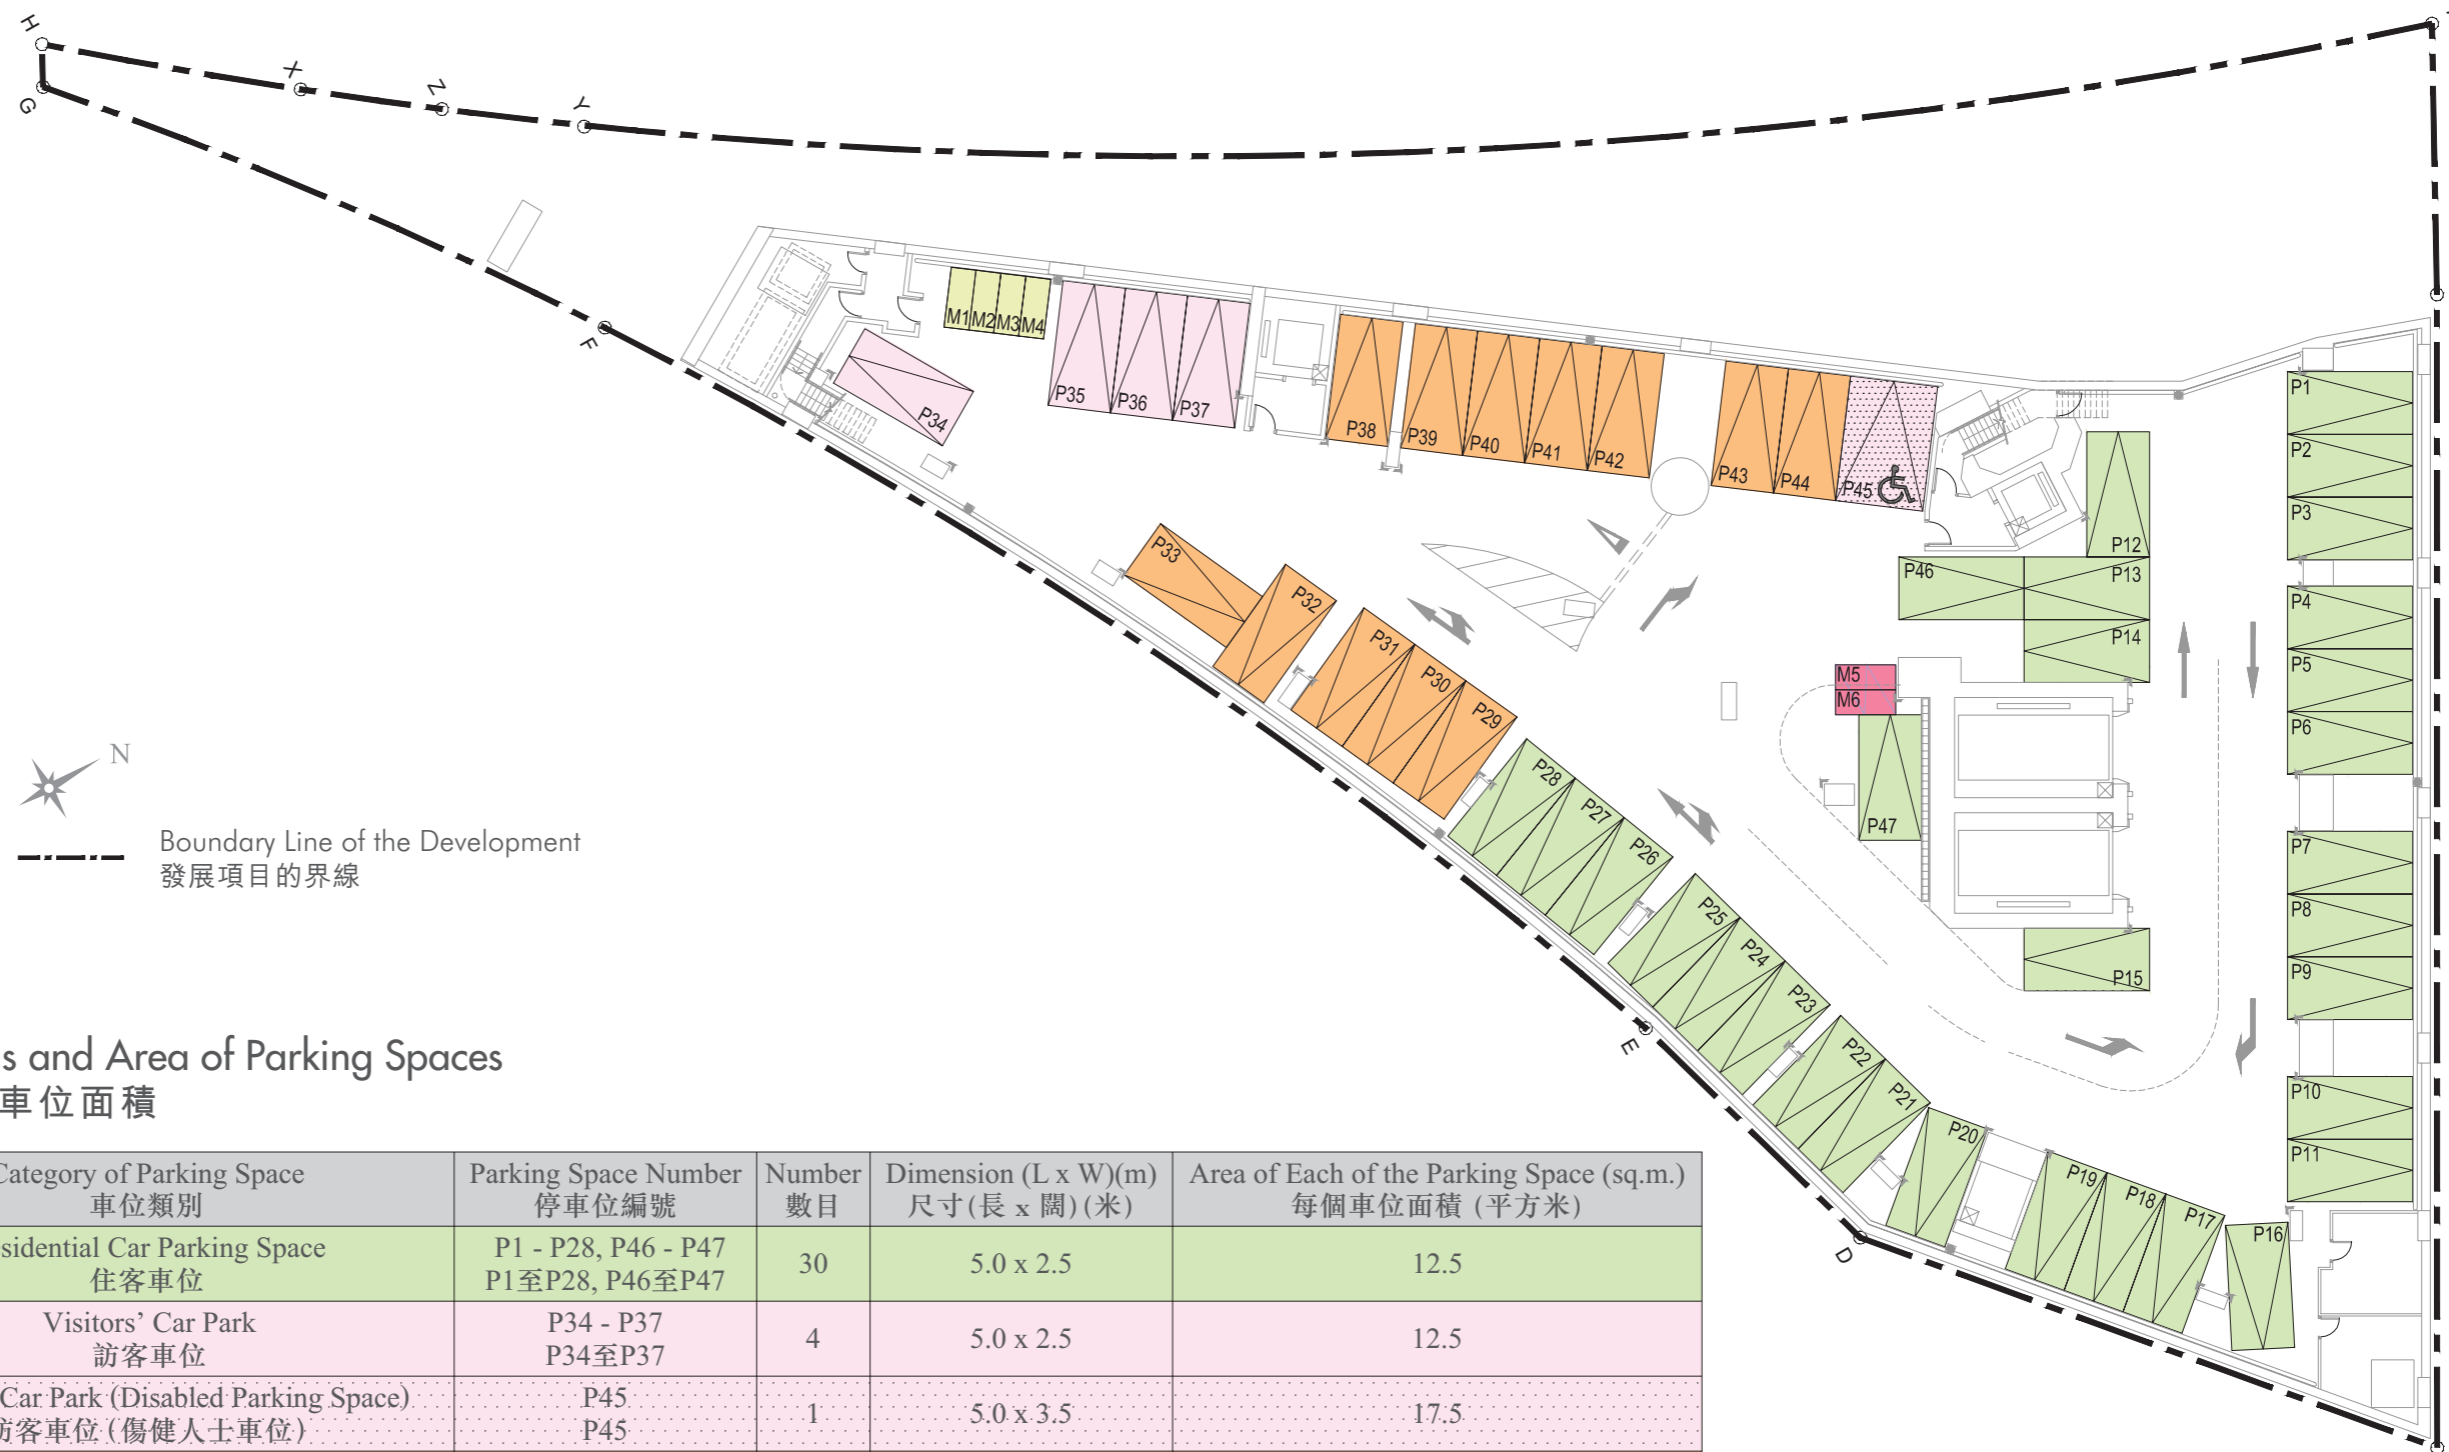 H
G
X
Z
Y
F
M1 M2 M3 M4
P35 P36 P37
P34
P38 P39 P40 P41 P42
P43 P44 P45
P1
P2
P3
P4
P5
P6
P7
P8
P9
P10
P11
P12
P46 P13
P14
M5
M6
P47
P15
P33
P32
P31
P30
P29
P28
P27
P26
P25
P24
P23
P22
P21
P20
P19
P18
P17
P16
E
D
N
Boundary Line of the Development
發展項目的界線
s and Area of Parking Spaces
車位面積
Category of Parking Space
車位類別
Parking Space Number
停車位編號
Number
數目
Dimension (L x W)(m)
尺寸(長 x 闊)(米)
Area of Each of the Parking Space (sq.m.)
每個車位面積 (平方米)
sidential Car Parking Space
住客車位
P1 - P28, P46 - P47
P1至P28, P46至P47
30
5.0 x 2.5
12.5
Visitors’ Car Park
訪客車位
P34 - P37
P34至P37
4
5.0 x 2.5
12.5
Car Park (Disabled Parking Space)
訪客車位 (傷健人士車位)
P45
P45
1
5.0 x 3.5
17.5